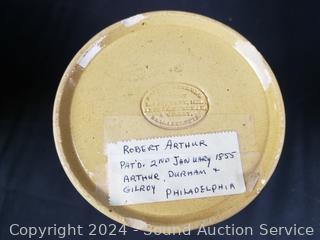 ROBERT ARTHUR
PAT'D. 2ND JANUARY 1855
ARTHUR, DURHAM &
GILROY PHILADELPHIA
Copyright © 2024 - Sound Auction Service